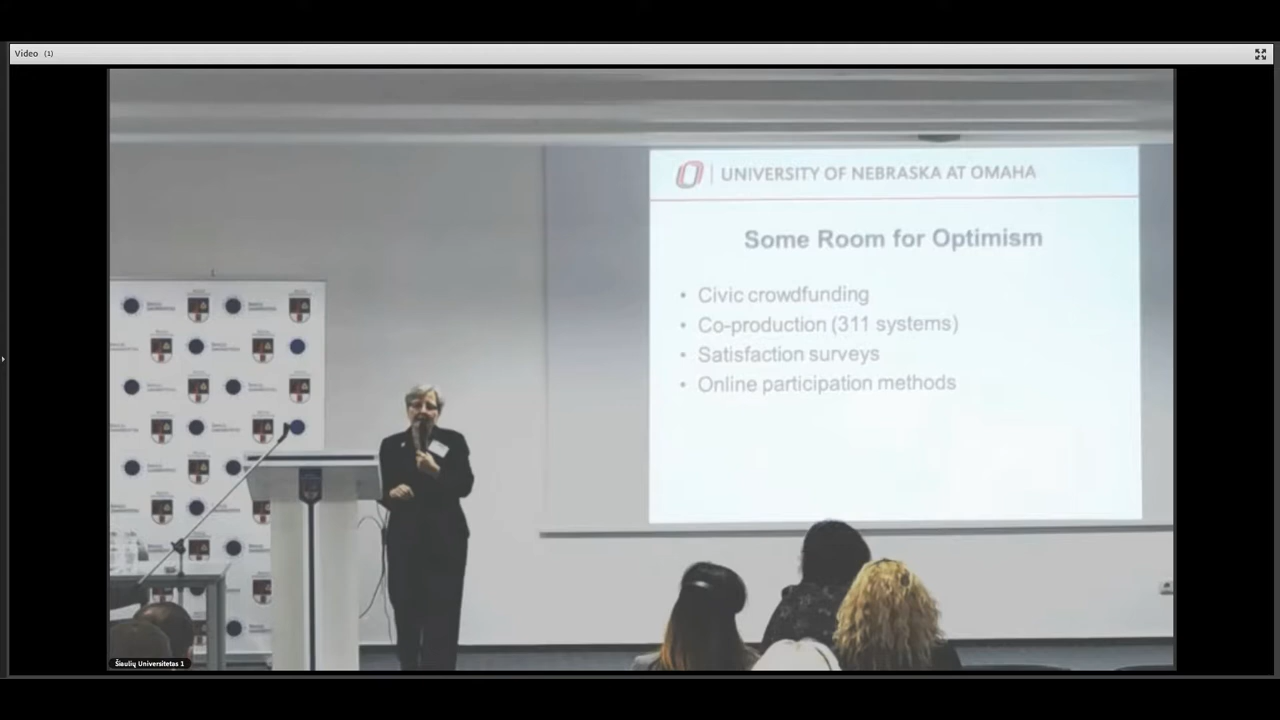 Video (1)
UNIVERSITY OF NEBRASKA AT OMAHA
Some Room for Optimism
• Civic crowdfunding
• Co-production (311 systems)
• Satisfaction surveys
• Online participation methods
Šiaulių Universitetas 1